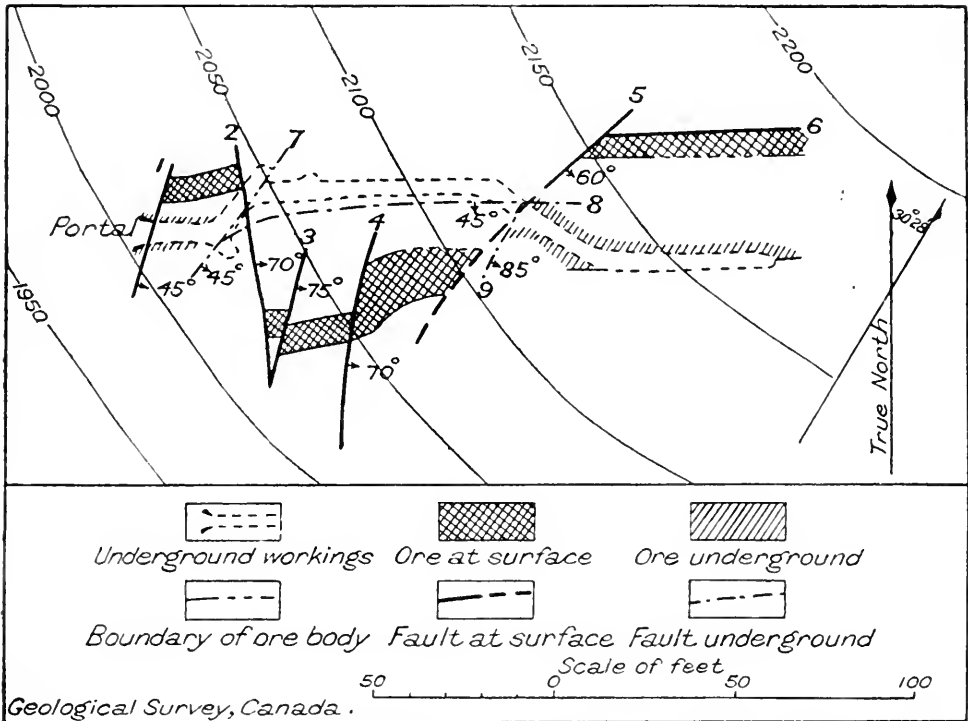 2000
2050
2100
2150
2200
1950
1
2
7
3
4
5
6
8
9
Portal
45°
45°
70°
75°
70°
45°
85°
60°
30°28'
True North
Underground workings
Ore at surface
Ore underground
Boundary of ore body
Fault at surface
Fault underground
Scale of feet
50 0 50 100
Geological Survey, Canada.